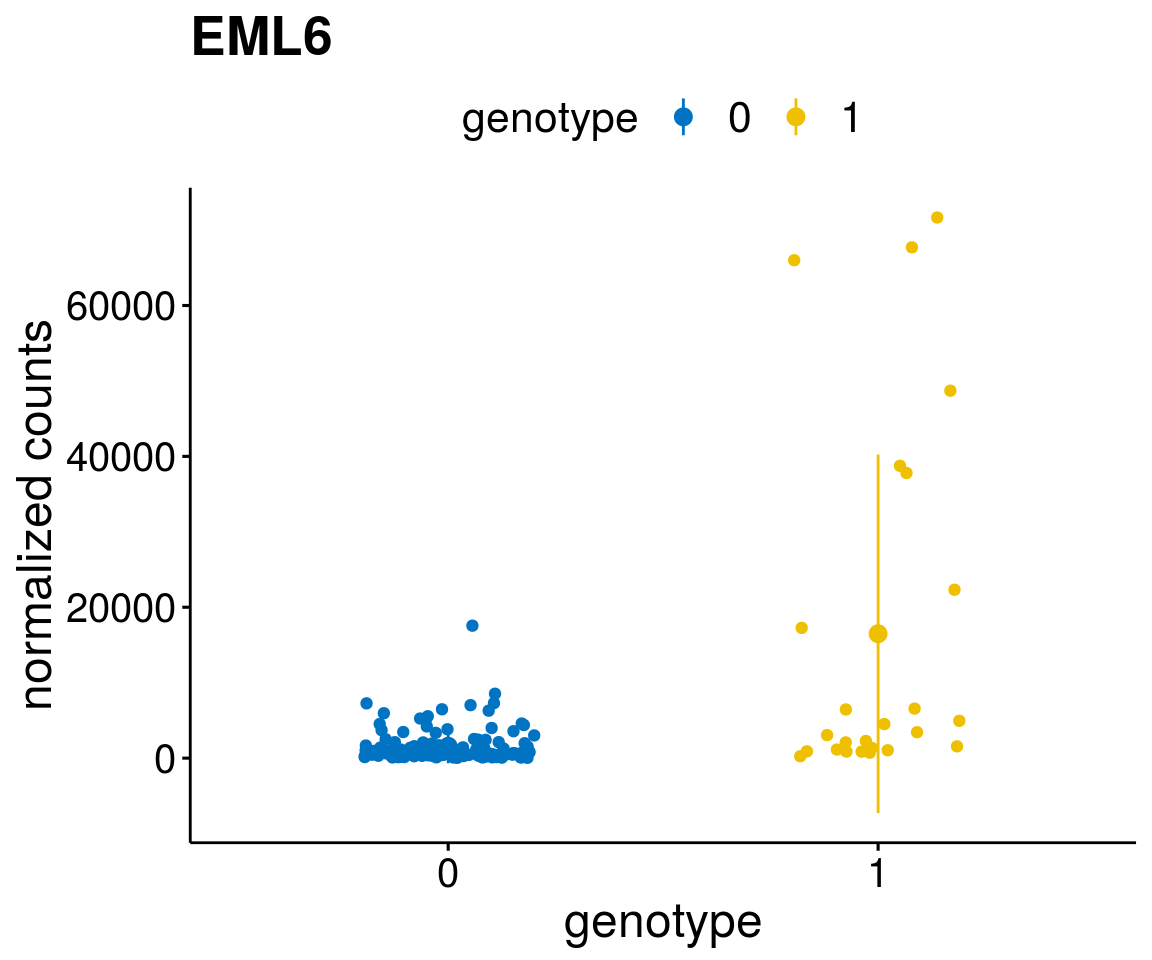 EML6
genotype 0 1
normalized counts
60000
40000
20000
0
0 1
genotype